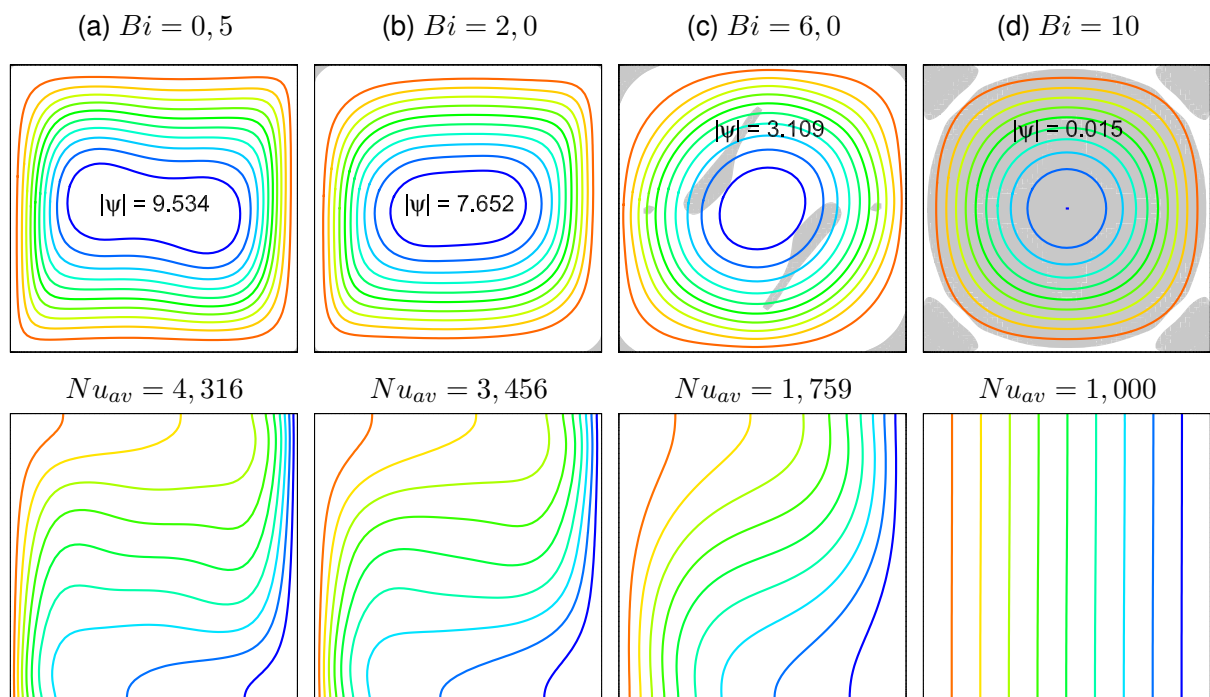 (a) Bi = 0,5 (b) Bi = 2,0 (c) Bi = 6,0 (d) Bi = 10
|ψ| = 3.109 |ψ| = 0.015
|ψ| = 9.534 |ψ| = 7.652
Nu_av = 4,316 Nu_av = 3,456 Nu_av = 1,759 Nu_av = 1,000